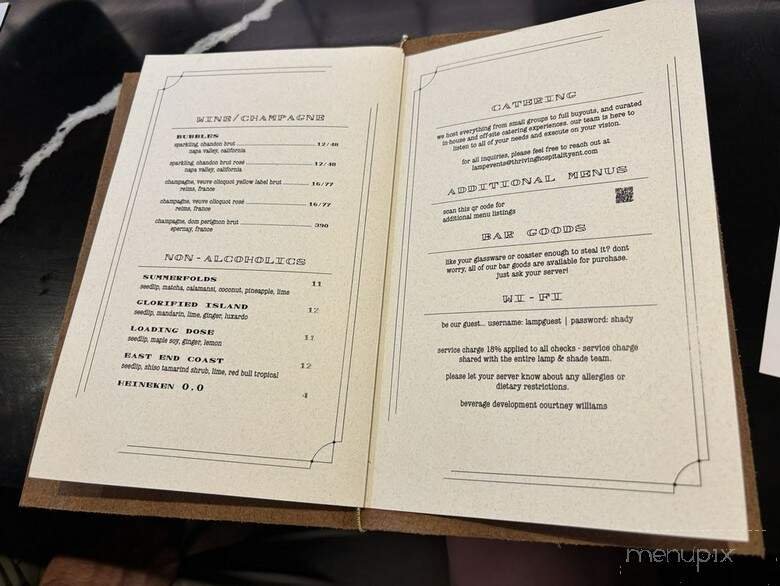 WINE/CHAMPAGNE
BUBBLES
sparkling, chandon brut 12/48
napa valley, california
sparkling, chandon brut rosé 12/48
napa valley, california
champagne, veuve clicquot yellow label brut 16/77
reims, france
champagne, veuve clicquot rosé 16/77
reims, france
champagne, dom perignon brut 390
epernay, france
NON-ALCOHOLICS
SUMMERFOLDS 11
seedlip, matcha, calamansi, coconut, pineapple, lime
GLORIFIED ISLAND 12
seedlip, mandarin, lime, ginger, luxardo
LOADING DOSE 11
seedlip, maple soy, ginger, lemon
EAST END COAST 12
seedlip, shiso tamarind shrub, lime, red bull tropical
HEINEKEN 0,0 4
CATERING
we host everything from small groups to full buyouts, and curated
in-house and off-site catering experiences. our team is here to
listen to all of your needs and execute on your vision.
for all inquiries, please feel free to reach out at
lampevents@thrivinghospitalityent.com
ADDITIONAL MENUS
scan this qr code for
additional menu listings
BAR GOODS
like your glassware or coaster enough to steal it? dont
worry, all of our bar goods are available for purchase.
just ask your server!
WI-FI
be our guest... username: lampguest | password: shady
service charge 18% applied to all checks - service charge
shared with the entire lamp & shade team.
please let your server know about any allergies or
dietary restrictions.
beverage development courtney williams
menupix